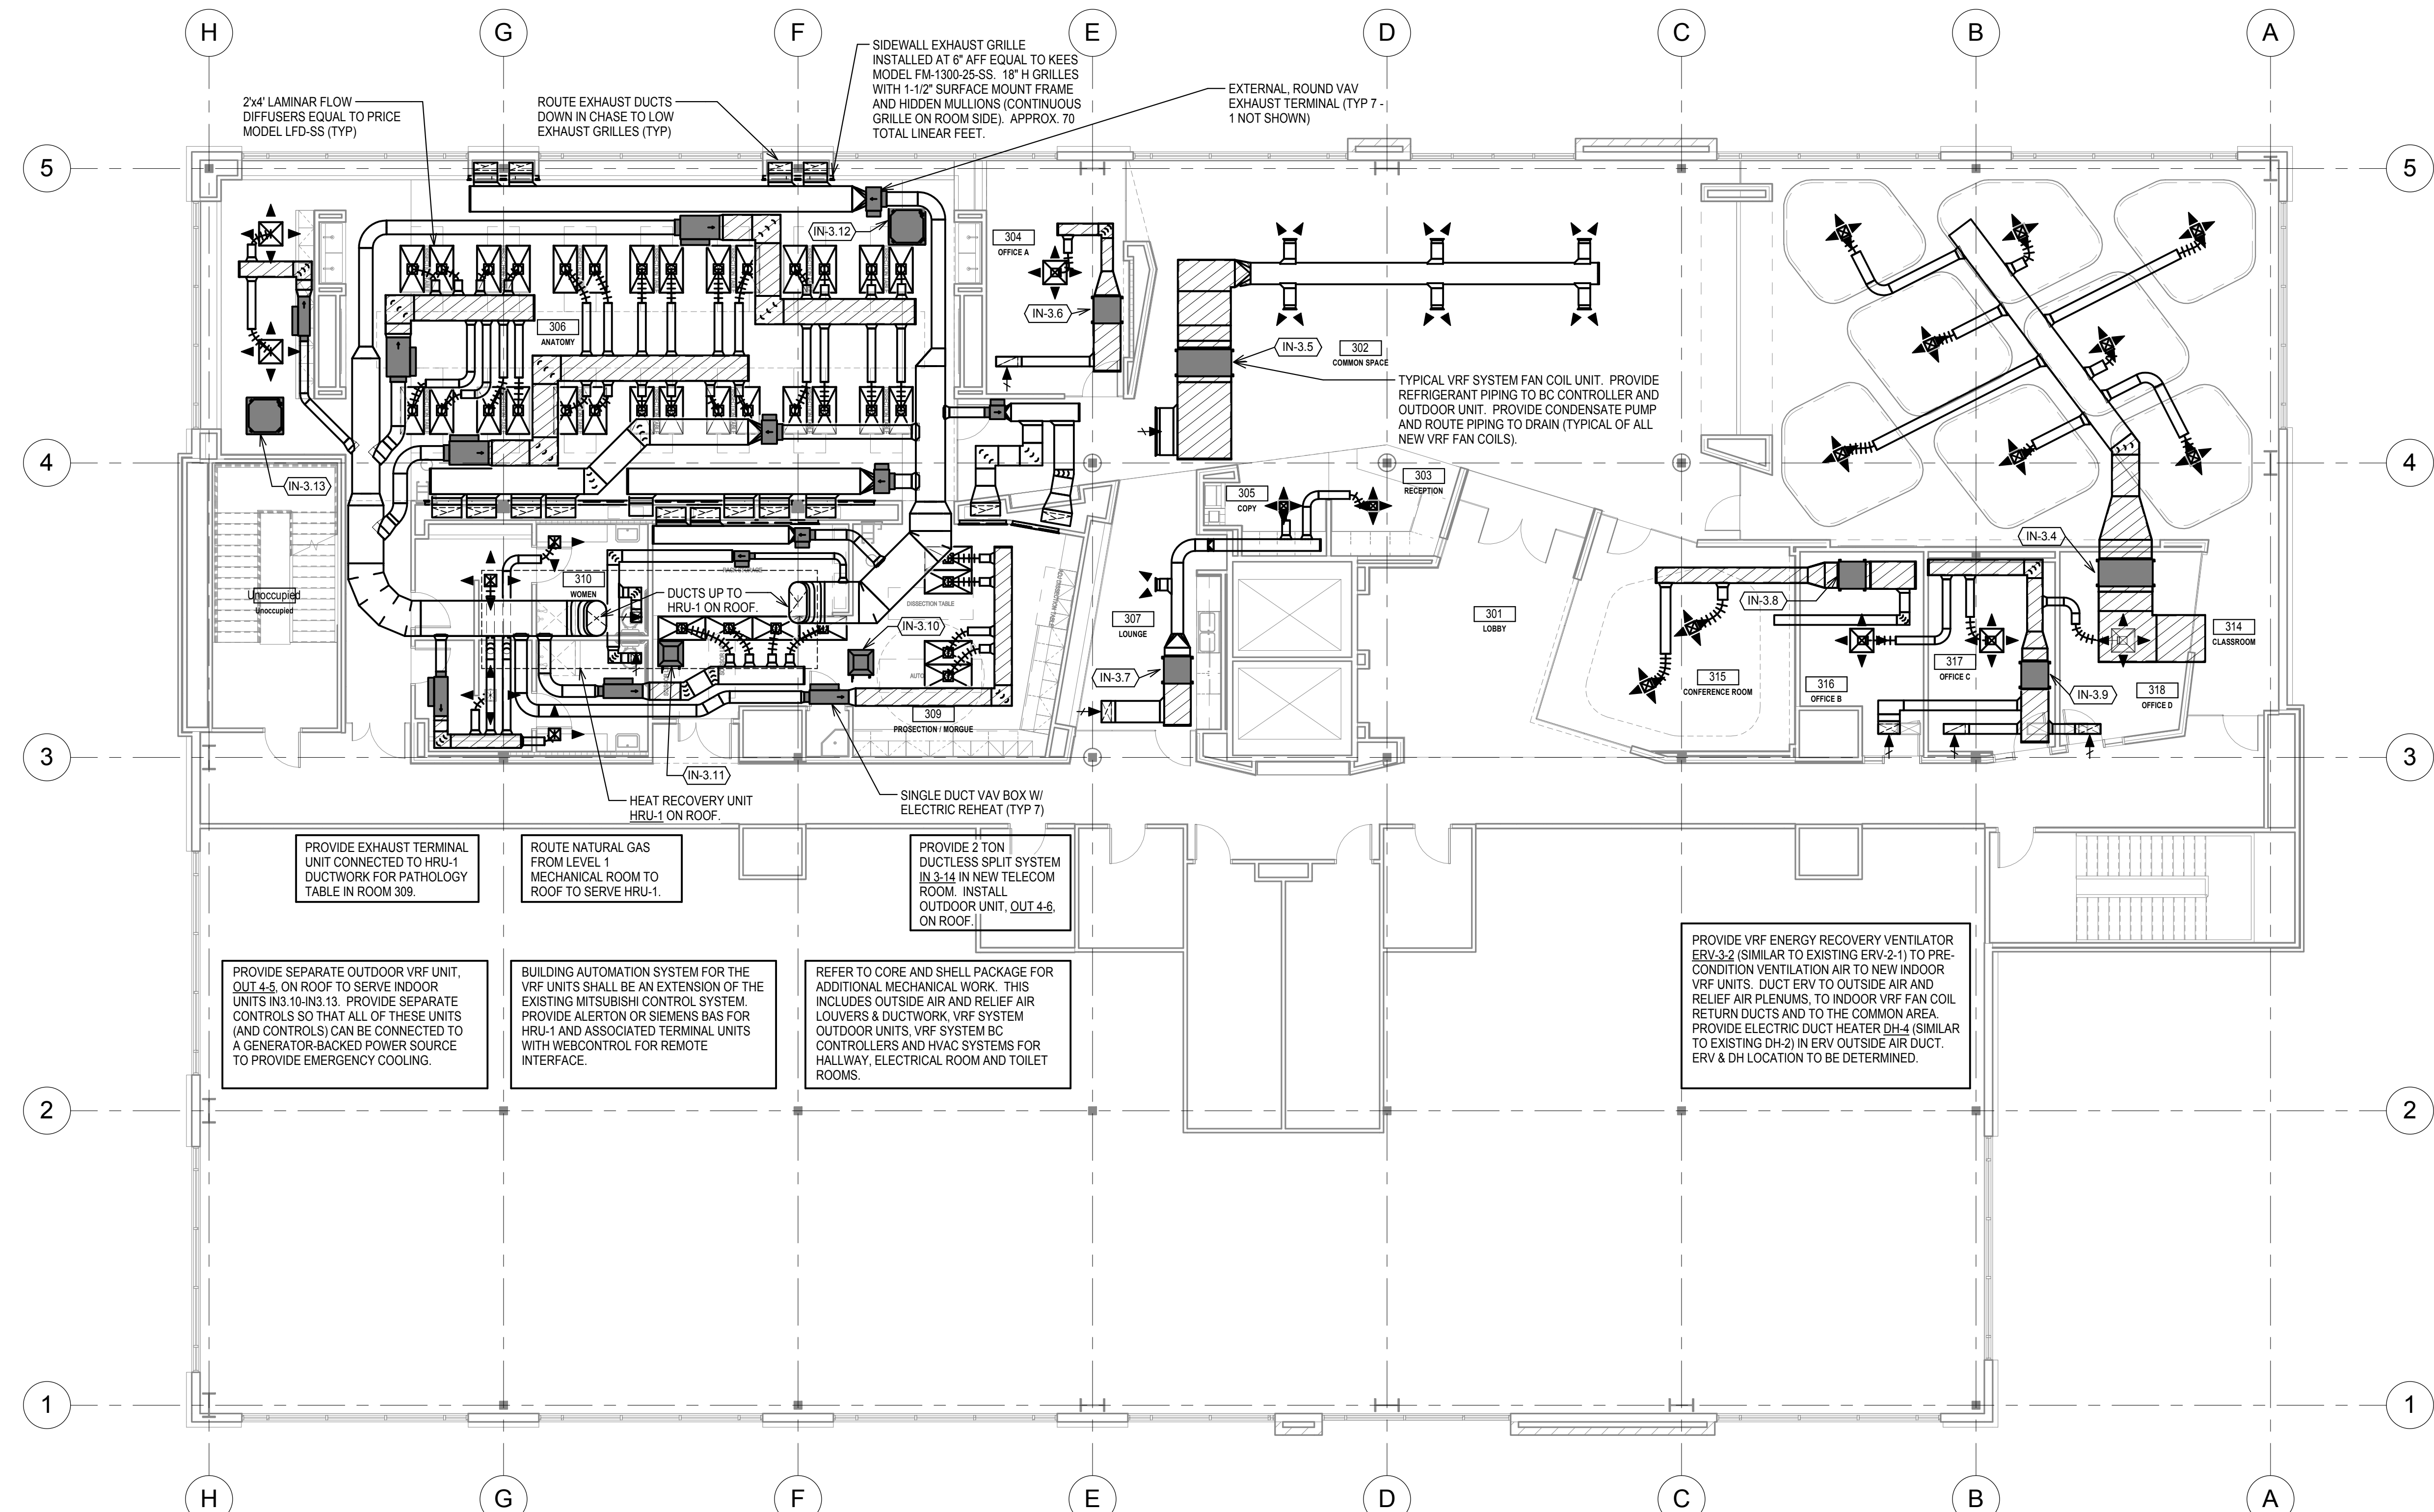 H
G
F
E
D
C
B
A
SIDEWALL EXHAUST GRILLE
INSTALLED AT 6" AFF EQUAL TO KEES
MODEL FM-1300-25-SS. 18" H GRILLES
WITH 1-1/2" SURFACE MOUNT FRAME
AND HIDDEN MULLIONS (CONTINUOUS
GRILLE ON ROOM SIDE). APPROX. 70
TOTAL LINEAR FEET.
2'x4' LAMINAR FLOW
DIFFUSERS EQUAL TO PRICE
MODEL LFD-SS (TYP)
ROUTE EXHAUST DUCTS
DOWN IN CHASE TO LOW
EXHAUST GRILLES (TYP)
EXTERNAL, ROUND VAV
EXHAUST TERMINAL (TYP 7 -
1 NOT SHOWN)
5
5
IN-3.12
304
OFFICE A
IN-3.6
306
ANATOMY
IN-3.5
302
COMMON SPACE
TYPICAL VRF SYSTEM FAN COIL UNIT. PROVIDE
REFRIGERANT PIPING TO BC CONTROLLER AND
OUTDOOR UNIT. PROVIDE CONDENSATE PUMP
AND ROUTE PIPING TO DRAIN (TYPICAL OF ALL
NEW VRF FAN COILS).
4
4
IN-3.13
305
COPY
303
RECEPTION
IN-3.4
Unoccupied
Unoccupied
310
WOMEN
DUCTS UP TO
HRU-1 ON ROOF.
DISSECTION TABLE
IN-3.10
307
LOUNGE
301
LOBBY
IN-3.8
314
CLASSROOM
IN-3.7
315
CONFERENCE ROOM
316
OFFICE B
317
OFFICE C
IN-3.9
318
OFFICE D
309
PROSECTION / MORGUE
3
3
IN-3.11
HEAT RECOVERY UNIT
HRU-1 ON ROOF.
SINGLE DUCT VAV BOX W/
ELECTRIC REHEAT (TYP 7)
PROVIDE EXHAUST TERMINAL
UNIT CONNECTED TO HRU-1
DUCTWORK FOR PATHOLOGY
TABLE IN ROOM 309.
ROUTE NATURAL GAS
FROM LEVEL 1
MECHANICAL ROOM TO
ROOF TO SERVE HRU-1.
PROVIDE 2 TON
DUCTLESS SPLIT SYSTEM
IN 3-14 IN NEW TELECOM
ROOM. INSTALL
OUTDOOR UNIT, OUT 4-6,
ON ROOF.
PROVIDE SEPARATE OUTDOOR VRF UNIT,
OUT 4-5, ON ROOF TO SERVE INDOOR
UNITS IN3.10-IN3.13. PROVIDE SEPARATE
CONTROLS SO THAT ALL OF THESE UNITS
(AND CONTROLS) CAN BE CONNECTED TO
A GENERATOR-BACKED POWER SOURCE
TO PROVIDE EMERGENCY COOLING.
BUILDING AUTOMATION SYSTEM FOR THE
VRF UNITS SHALL BE AN EXTENSION OF THE
EXISTING MITSUBISHI CONTROL SYSTEM.
PROVIDE ALERTON OR SIEMENS BAS FOR
HRU-1 AND ASSOCIATED TERMINAL UNITS
WITH WEBCONTROL FOR REMOTE
INTERFACE.
REFER TO CORE AND SHELL PACKAGE FOR
ADDITIONAL MECHANICAL WORK. THIS
INCLUDES OUTSIDE AIR AND RELIEF AIR
LOUVERS & DUCTWORK, VRF SYSTEM
OUTDOOR UNITS, VRF SYSTEM BC
CONTROLLERS AND HVAC SYSTEMS FOR
HALLWAY, ELECTRICAL ROOM AND TOILET
ROOMS.
PROVIDE VRF ENERGY RECOVERY VENTILATOR
ERV-3-2 (SIMILAR TO EXISTING ERV-2-1) TO PRE-
CONDITION VENTILATION AIR TO NEW INDOOR
VRF UNITS. DUCT ERV TO OUTSIDE AIR AND
RELIEF AIR PLENUMS, TO INDOOR VRF FAN COIL
RETURN DUCTS AND TO THE COMMON AREA.
PROVIDE ELECTRIC DUCT HEATER DH-4 (SIMILAR
TO EXISTING DH-2) IN ERV OUTSIDE AIR DUCT.
ERV & DH LOCATION TO BE DETERMINED.
2
2
1
1
H
G
F
E
D
C
B
A